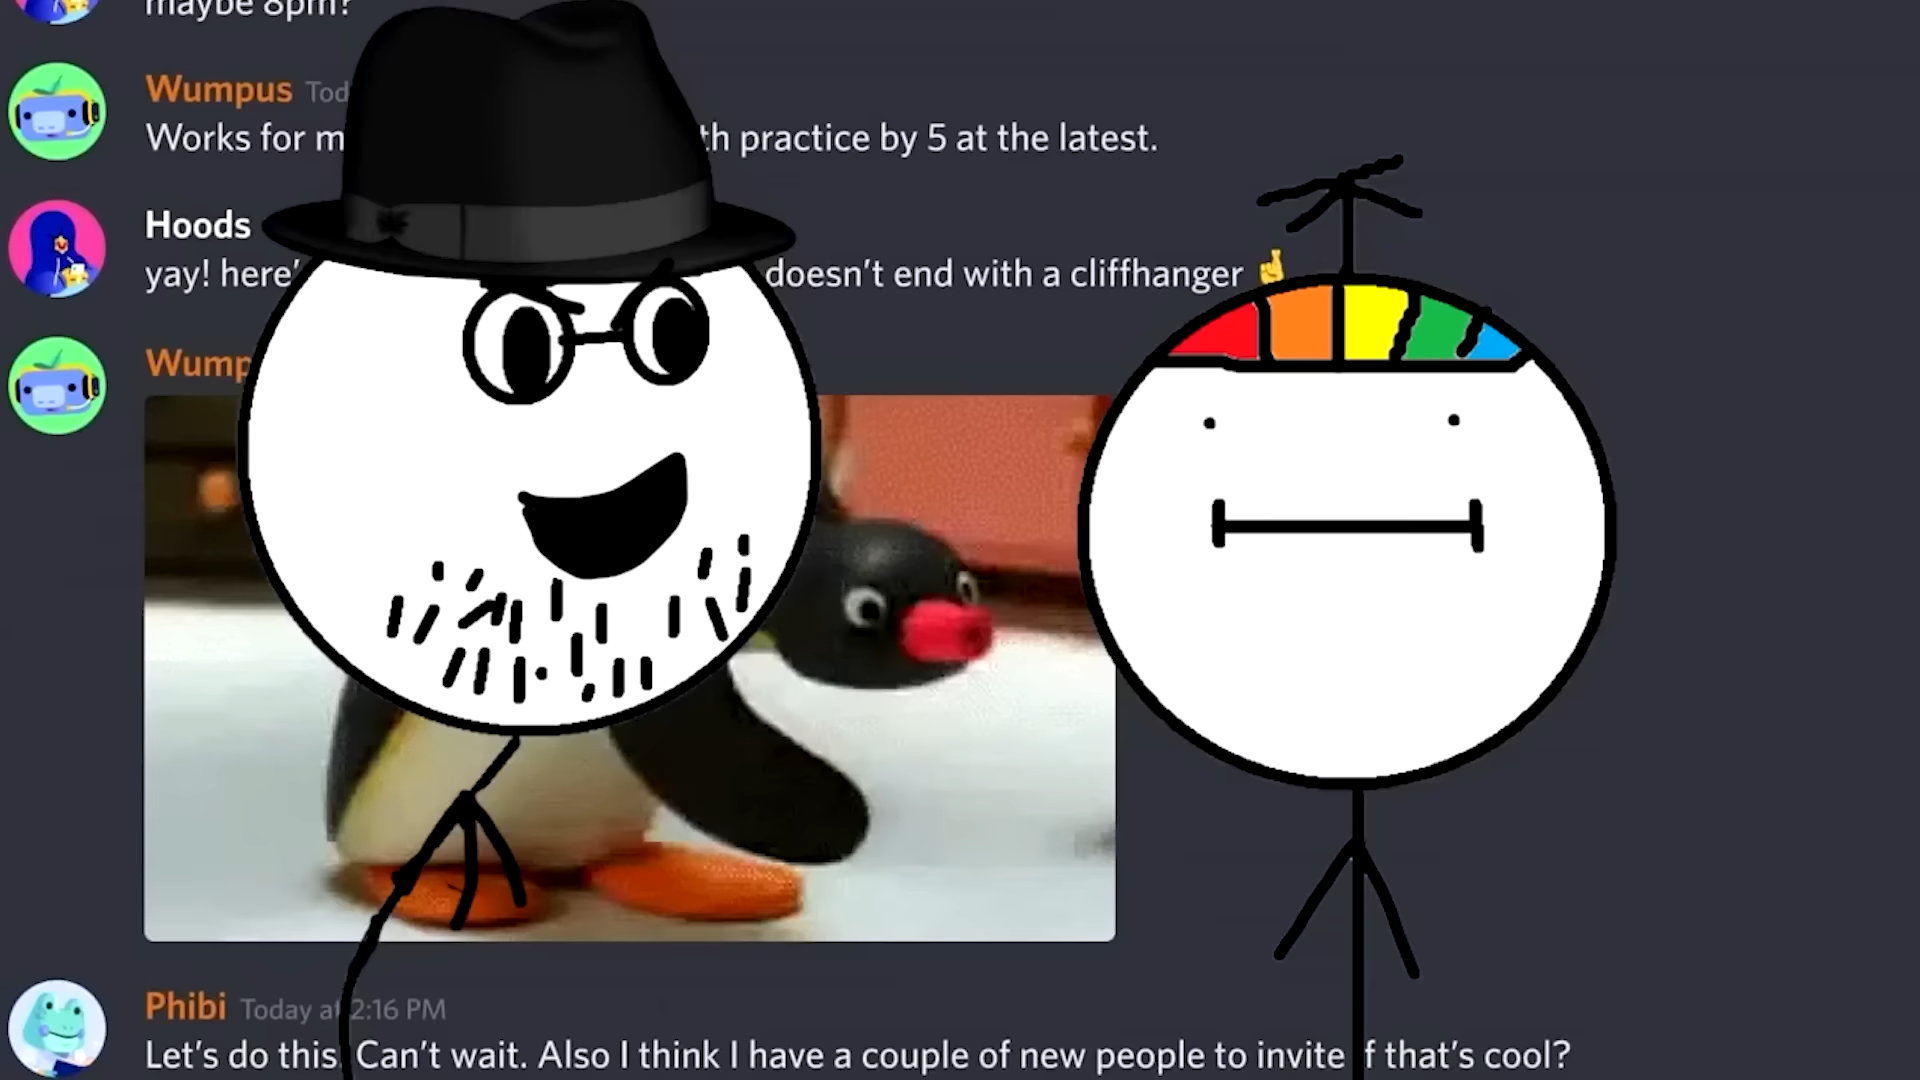 maybe 8pm?
Wumpus Tod
Works for m th practice by 5 at the latest.
Hoods
yay! here' doesn't end with a cliffhanger 🤞
Wump
Phibi Today at 2:16 PM
Let's do this. Can't wait. Also I think I have a couple of new people to invite if that's cool?